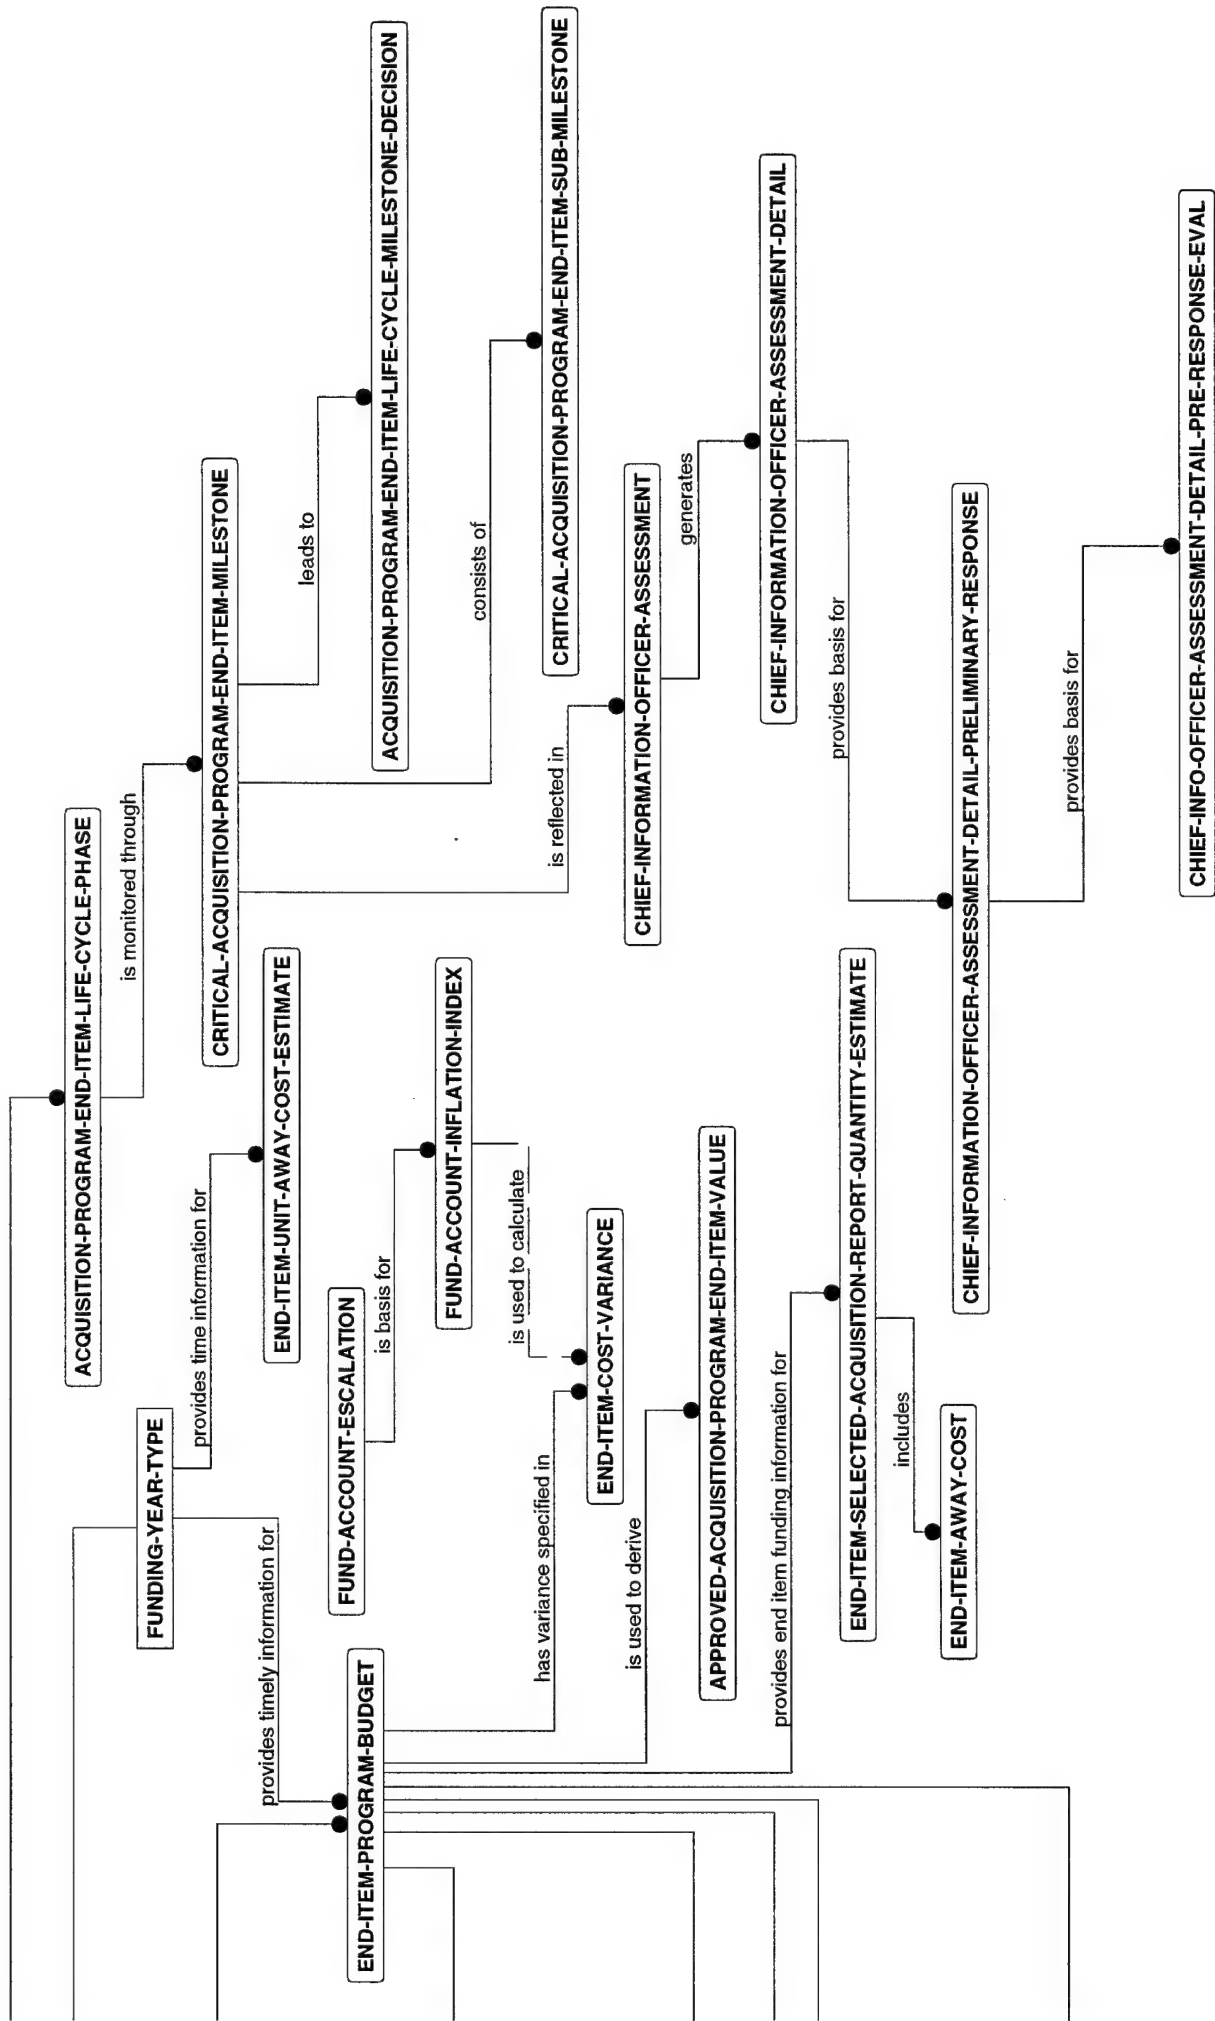 ACQUISITION-PROGRAM-END-ITEM-LIFE-CYCLE-PHASE
is monitored through
FUNDING-YEAR-TYPE
provides time information for
CRITICAL-ACQUISITION-PROGRAM-END-ITEM-MILESTONE
provides timely information for
END-ITEM-UNIT-AWAY-COST-ESTIMATE
leads to
END-ITEM-PROGRAM-BUDGET
FUND-ACCOUNT-ESCALATION
is basis for
ACQUISITION-PROGRAM-END-ITEM-LIFE-CYCLE-MILESTONE-DECISION
FUND-ACCOUNT-INFLATION-INDEX
consists of
is used to calculate
has variance specified in
is reflected in
CRITICAL-ACQUISITION-PROGRAM-END-ITEM-SUB-MILESTONE
END-ITEM-COST-VARIANCE
is used to derive
CHIEF-INFORMATION-OFFICER-ASSESSMENT
generates
APPROVED-ACQUISITION-PROGRAM-END-ITEM-VALUE
CHIEF-INFORMATION-OFFICER-ASSESSMENT-DETAIL
provides end item funding information for
provides basis for
END-ITEM-SELECTED-ACQUISITION-REPORT-QUANTITY-ESTIMATE
includes
END-ITEM-AWAY-COST
CHIEF-INFORMATION-OFFICER-ASSESSMENT-DETAIL-PRELIMINARY-RESPONSE
provides basis for
CHIEF-INFO-OFFICER-ASSESSMENT-DETAIL-PRE-RESPONSE-EVAL